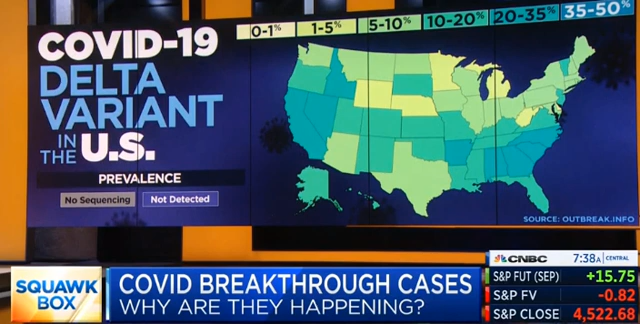 COVID-19
DELTA
VARIANT
IN THE U.S.
PREVALENCE
No Sequencing
Not Detected
0-1% 1-5% 5-10% 10-20% 20-35% 35-50%
SOURCE: OUTBREAK.INFO
SQUAWK BOX
COVID BREAKTHROUGH CASES
WHY ARE THEY HAPPENING?
CNBC 7:38A CENTRAL
S&P FUT (SEP) +15.75
S&P FV -0.82
S&P CLOSE 4,522.68